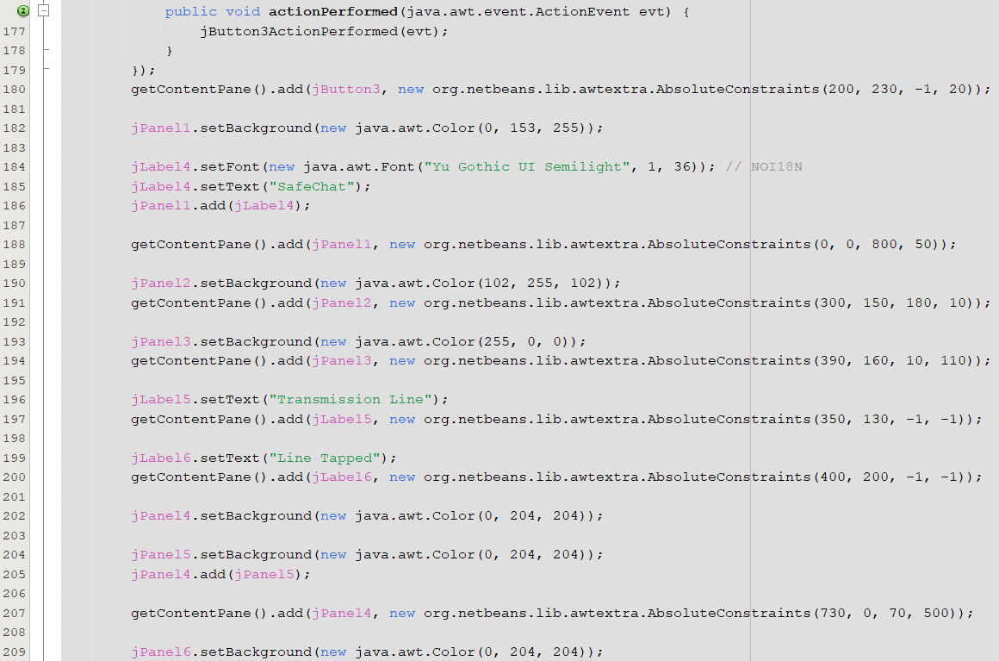 public void actionPerformed(java.awt.event.ActionEvent evt) {
177 jButton3ActionPerformed(evt);
178 }
179 });
180 getContentPane().add(jButton3, new org.netbeans.lib.awtextra.AbsoluteConstraints(200, 230, -1, 20));
181
182 jPanel1.setBackground(new java.awt.Color(0, 153, 255));
183
184 jLabel4.setFont(new java.awt.Font("Yu Gothic UI Semilight", 1, 36)); // NOI18N
185 jLabel4.setText("SafeChat");
186 jPanel1.add(jLabel4);
187
188 getContentPane().add(jPanel1, new org.netbeans.lib.awtextra.AbsoluteConstraints(0, 0, 800, 50));
189
190 jPanel2.setBackground(new java.awt.Color(102, 255, 102));
191 getContentPane().add(jPanel2, new org.netbeans.lib.awtextra.AbsoluteConstraints(300, 150, 180, 10));
192
193 jPanel3.setBackground(new java.awt.Color(255, 0, 0));
194 getContentPane().add(jPanel3, new org.netbeans.lib.awtextra.AbsoluteConstraints(390, 160, 10, 110));
195
196 jLabel5.setText("Transmission Line");
197 getContentPane().add(jLabel5, new org.netbeans.lib.awtextra.AbsoluteConstraints(350, 130, -1, -1));
198
199 jLabel6.setText("Line Tapped");
200 getContentPane().add(jLabel6, new org.netbeans.lib.awtextra.AbsoluteConstraints(400, 200, -1, -1));
201
202 jPanel4.setBackground(new java.awt.Color(0, 204, 204));
203
204 jPanel5.setBackground(new java.awt.Color(0, 204, 204));
205 jPanel4.add(jPanel5);
206
207 getContentPane().add(jPanel4, new org.netbeans.lib.awtextra.AbsoluteConstraints(730, 0, 70, 500));
208
209 jPanel6.setBackground(new java.awt.Color(0, 204, 204));